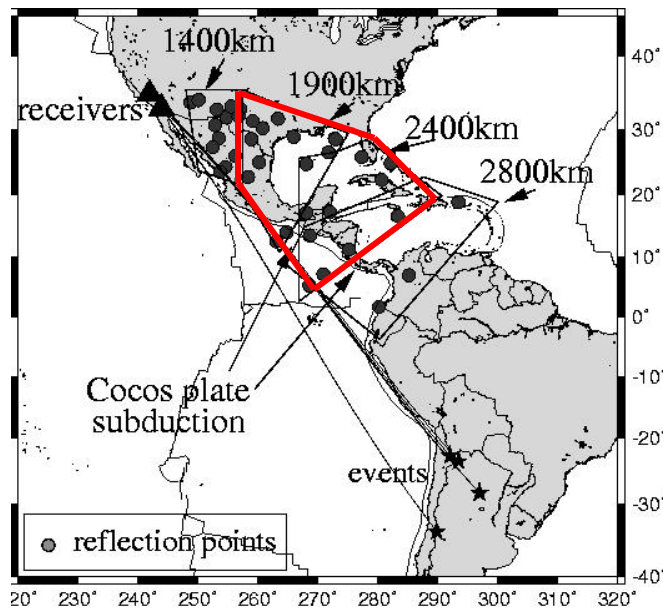 1400km
1900km
2400km
2800km
receivers
40°
30°
20°
10°
0°
-10°
-20°
-30°
-40°
Cocos plate
subduction
events
reflection points
220° 230° 240° 250° 260° 270° 280° 290° 300° 310° 320°